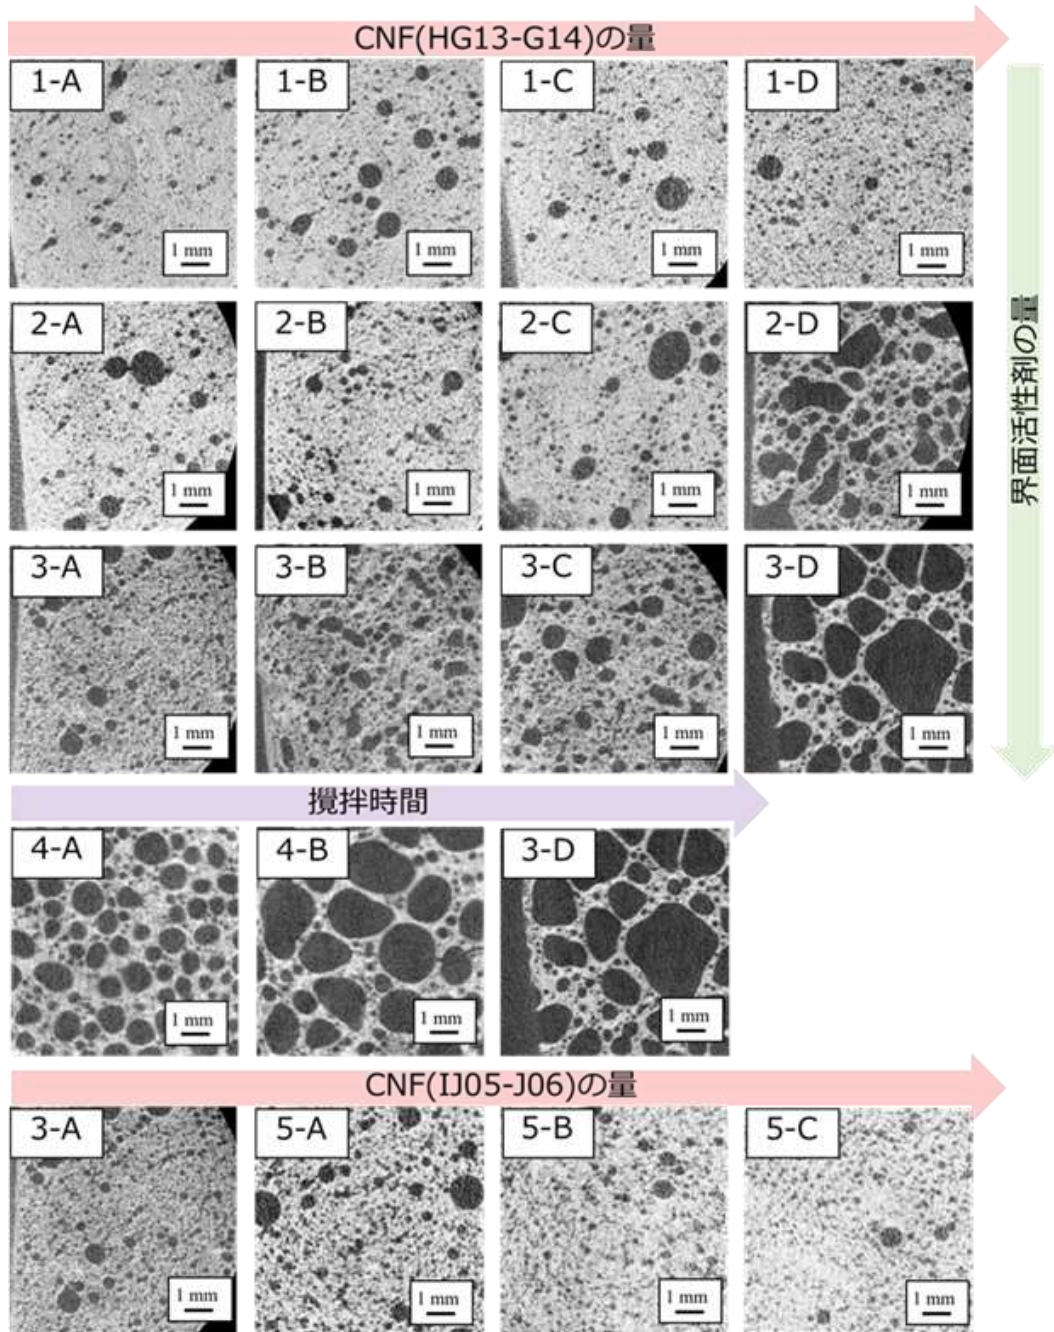 CNF(HG13-G14)の量
1-A
1-B
1-C
1-D
1 mm
1 mm
1 mm
1 mm
界面活性剤の量
2-A
2-B
2-C
2-D
1 mm
1 mm
1 mm
1 mm
3-A
3-B
3-C
3-D
1 mm
1 mm
1 mm
1 mm
攪拌時間
4-A
4-B
3-D
1 mm
1 mm
1 mm
CNF(IJ05-J06)の量
3-A
5-A
5-B
5-C
1 mm
1 mm
1 mm
1 mm